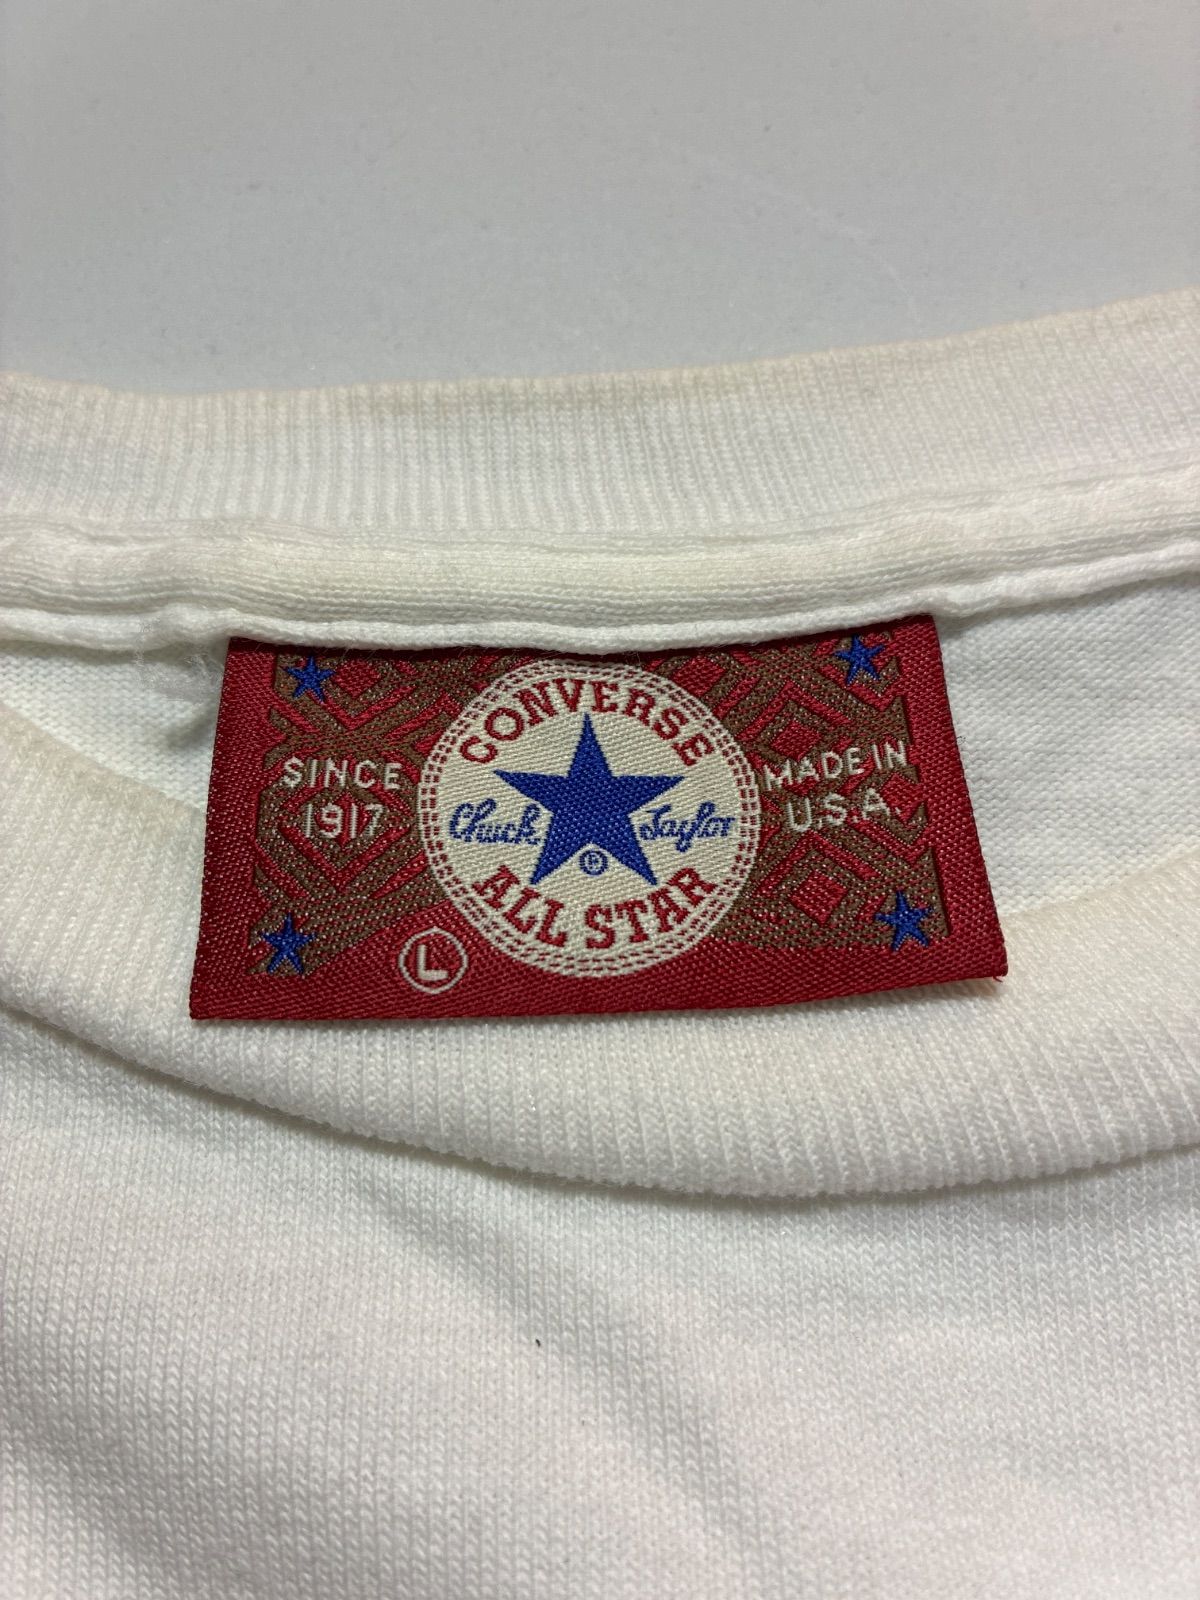 CONVERSE
SINCE
1917
Chuck Taylor
®
ALL STAR
MADE IN
U.S.A.
L